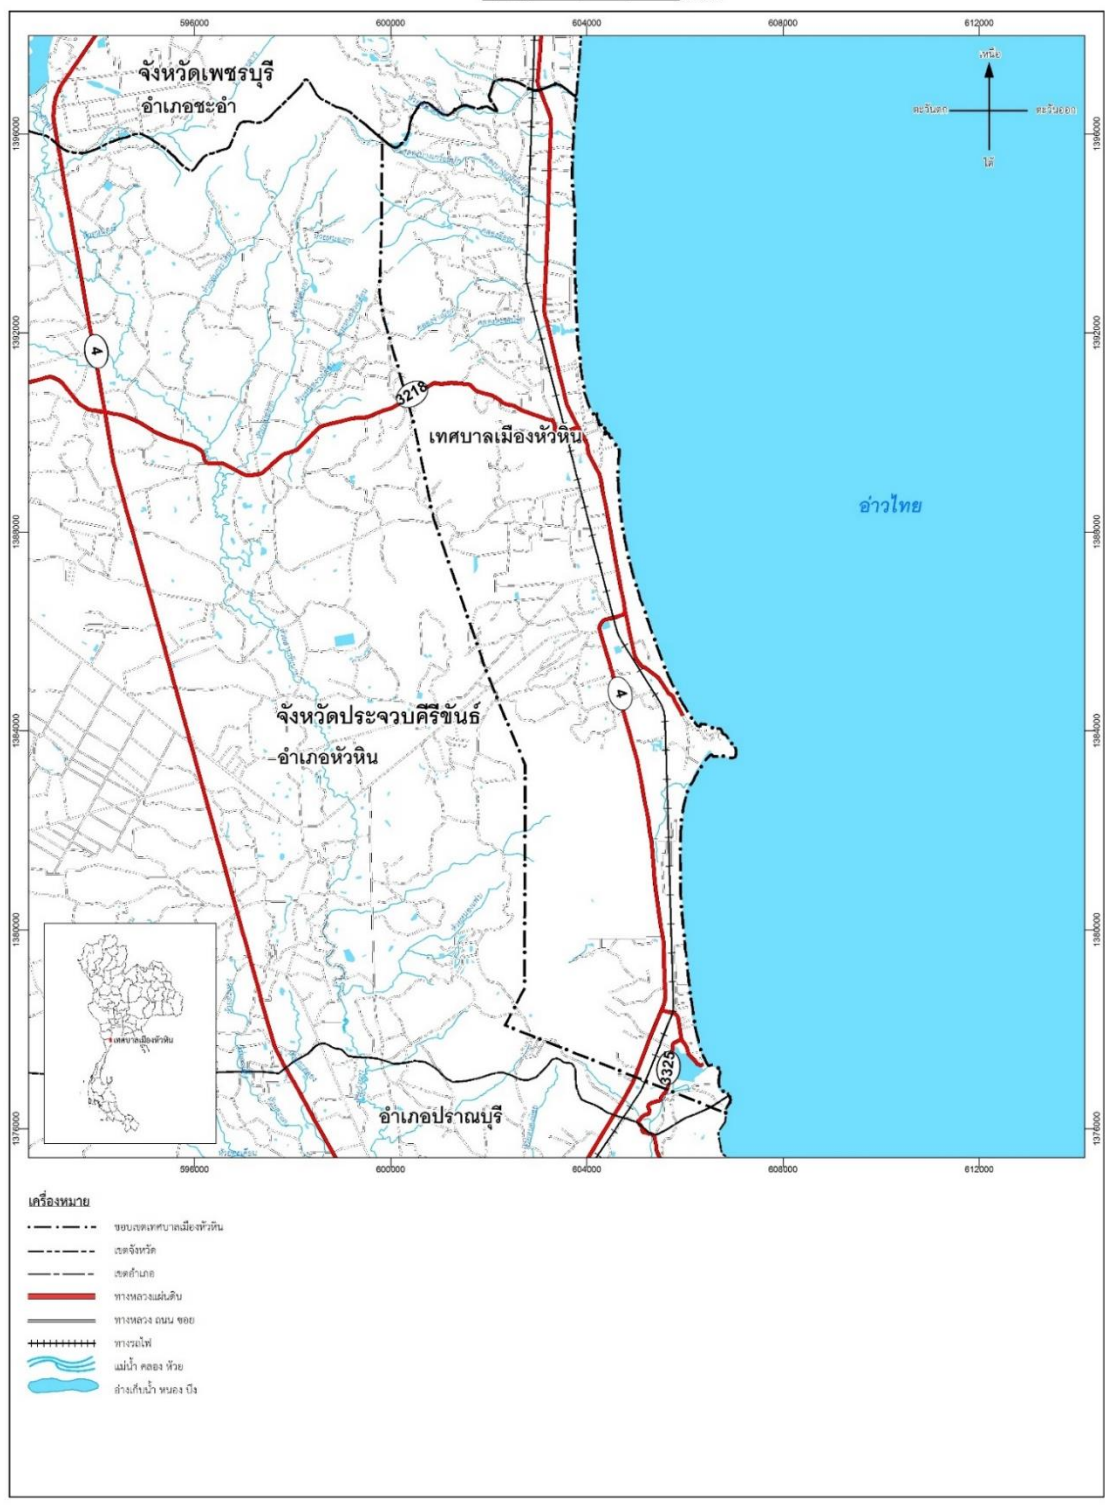 596000 600000 604000 608000 612000
จังหวัดเพชรบุรี
อำเภอชะอำ
เหนือ
ตะวันตก ตะวันออก
ใต้
1396000 1396000
1392000 1392000
4
3218
เทศบาลเมืองหัวหิน
อ่าวไทย
1388000 1388000
4
จังหวัดประจวบคีรีขันธ์
อำเภอหัวหิน
1384000 1384000
1380000 1380000
เทศบาลเมืองหัวหิน
3325
อำเภอปราณบุรี
1376000 1376000
596000 600000 604000 608000 612000
เครื่องหมาย
ขอบเขตเทศบาลเมืองหัวหิน
เขตจังหวัด
เขตอำเภอ
ทางหลวงแผ่นดิน
ทางหลวง ถนน ซอย
ทางรถไฟ
แม่น้ำ คลอง ห้วย
อ่างเก็บน้ำ หนอง บึง